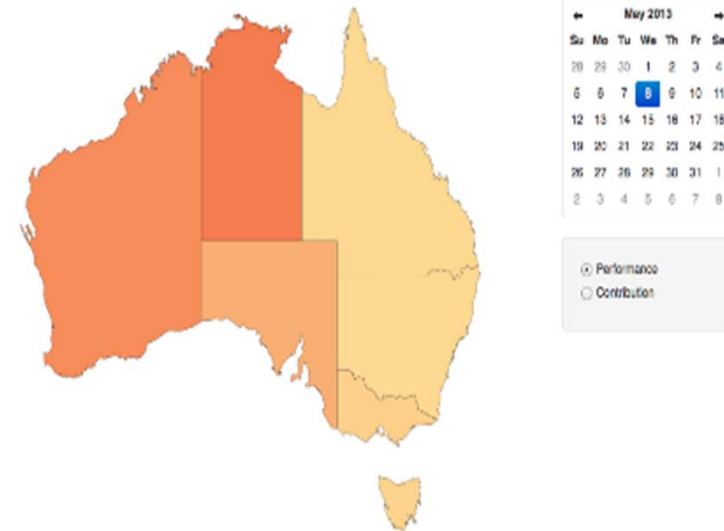 ← May 2013 →
Su Mo Tu We Th Fr Sa
28 29 30 1 2 3 4
5 6 7 8 9 10 11
12 13 14 15 16 17 18
19 20 21 22 23 24 25
26 27 28 29 30 31 1
2 3 4 5 6 7 8
Performance
Contribution